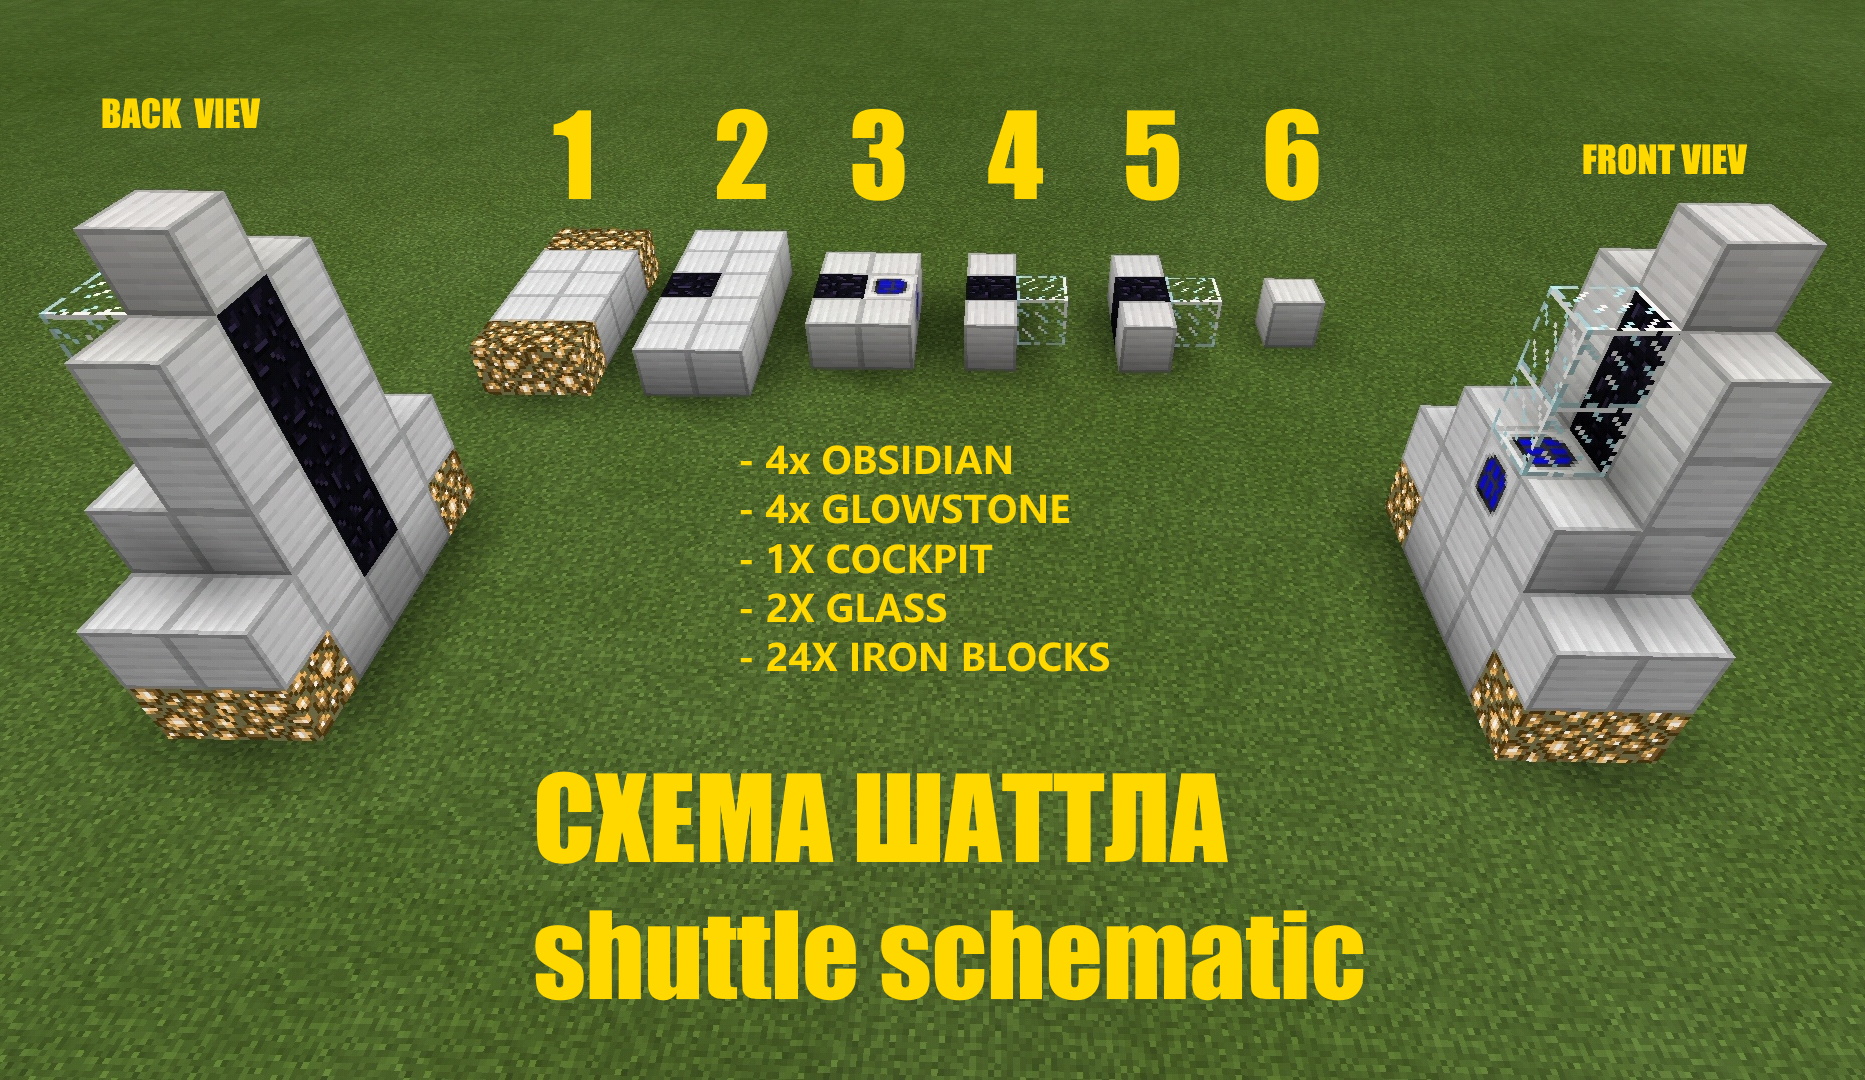 BACK VIEV
1 2 3 4 5 6
FRONT VIEV
- 4x OBSIDIAN
- 4x GLOWSTONE
- 1X COCKPIT
- 2X GLASS
- 24X IRON BLOCKS
СХЕМА ШАТТЛА
shuttle schematic